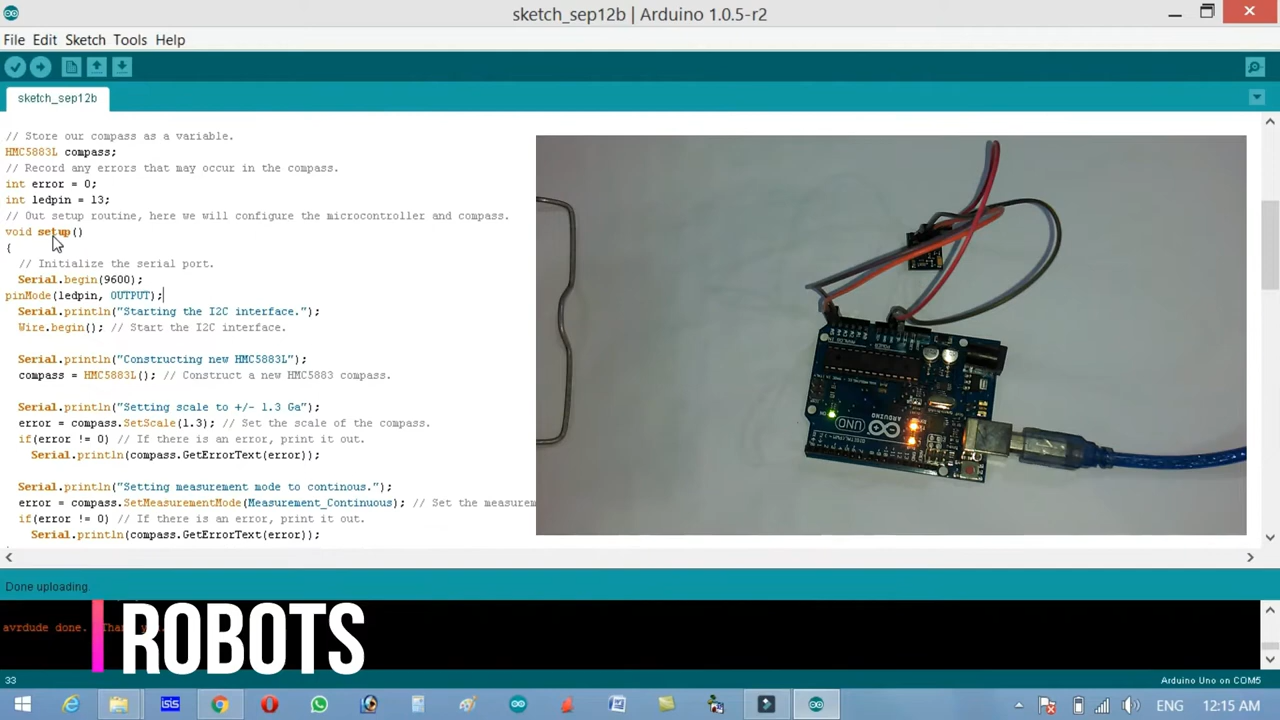 sketch_sep12b | Arduino 1.0.5-r2
File Edit Sketch Tools Help
sketch_sep12b
// Store our compass as a variable.
HMC5883L compass;
// Record any errors that may occur in the compass.
int error = 0;
int ledpin = 13;
// Out setup routine, here we will configure the microcontroller and compass.
void setup()
{
// Initialize the serial port.
Serial.begin(9600);
pinMode(ledpin, OUTPUT);
Serial.println("Starting the I2C interface.");
Wire.begin(); // Start the I2C interface.
Serial.println("Constructing new HMC5883L");
compass = HMC5883L(); // Construct a new HMC5883 compass.
Serial.println("Setting scale to +/- 1.3 Ga");
error = compass.SetScale(1.3); // Set the scale of the compass.
if(error != 0) // If there is an error, print it out.
Serial.println(compass.GetErrorText(error));
Serial.println("Setting measurement mode to continous.");
error = compass.SetMeasurementMode(Measurement_Continuous); // Set the measurem
if(error != 0) // If there is an error, print it out.
Serial.println(compass.GetErrorText(error));
UNO
ARDUINO
Done uploading.
avrdude done.
ROBOTS
33
Arduino Uno on COM5
ISIS
ENG
12:15 AM